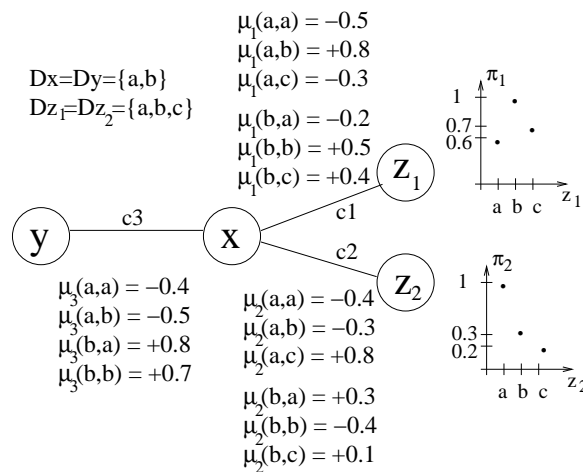 μ1(a,a) = −0.5
μ1(a,b) = +0.8
μ1(a,c) = −0.3
μ1(b,a) = −0.2
μ1(b,b) = +0.5
μ1(b,c) = +0.4
Dx=Dy={a,b}
Dz1=Dz2={a,b,c}
π1
1
0.7
0.6
a b c
z1
z1
c1
c3
y
x
c2
z2
μ3(a,a) = −0.4
μ3(a,b) = −0.5
μ3(b,a) = +0.8
μ3(b,b) = +0.7
μ2(a,a) = −0.4
μ2(a,b) = −0.3
μ2(a,c) = +0.8
μ2(b,a) = +0.3
μ2(b,b) = −0.4
μ2(b,c) = +0.1
π2
1
0.3
0.2
a b c
z2